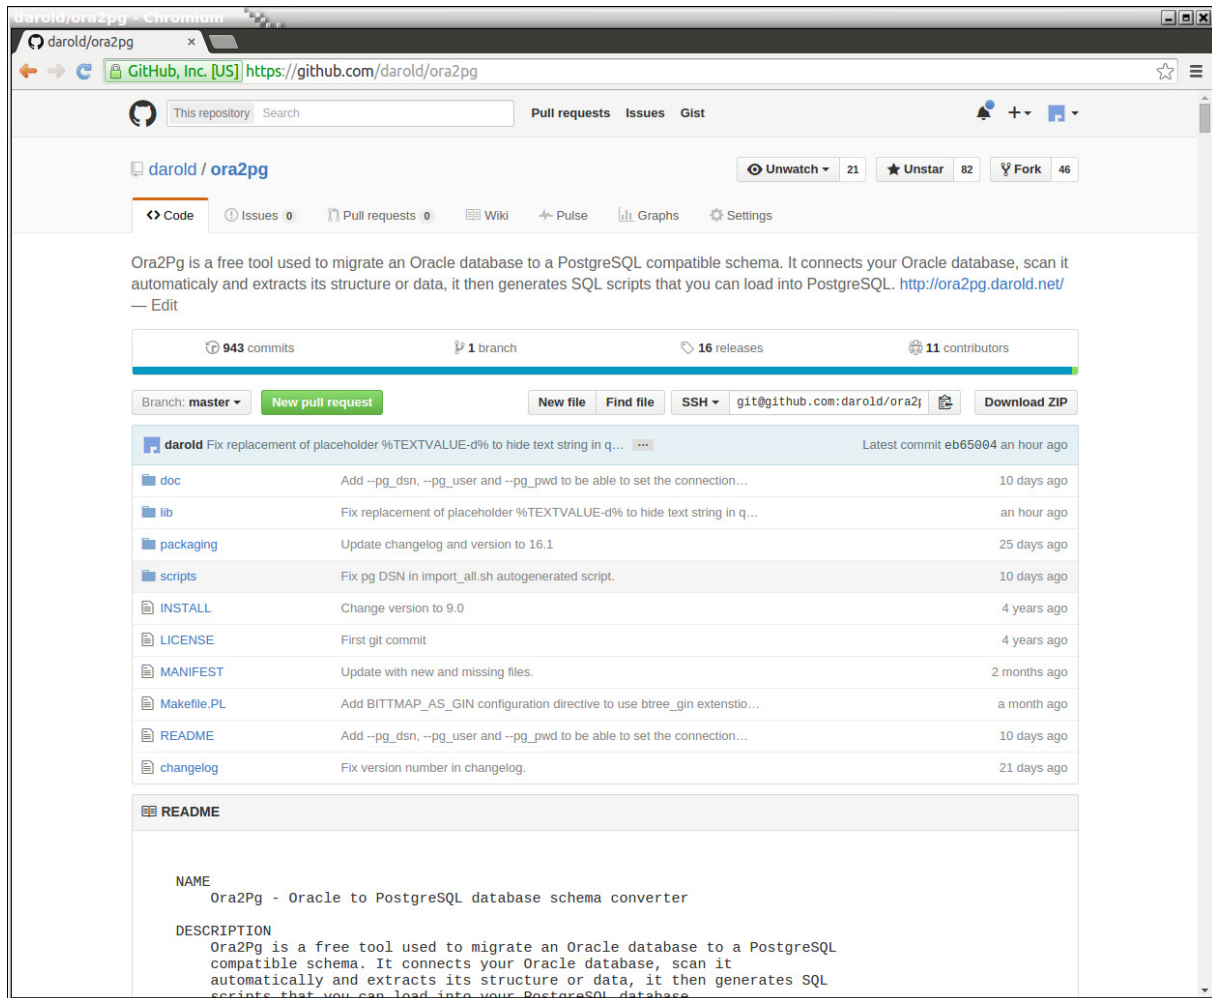 darold/ora2pg - Chromium
darold/ora2pg ×
GitHub, Inc. [US] https://github.com/darold/ora2pg
This repository Search Pull requests Issues Gist
darold / ora2pg Unwatch 21 Unstar 82 Fork 46
Code Issues 0 Pull requests 0 Wiki Pulse Graphs Settings
Ora2Pg is a free tool used to migrate an Oracle database to a PostgreSQL compatible schema. It connects your Oracle database, scan it
automaticaly and extracts its structure or data, it then generates SQL scripts that you can load into PostgreSQL. http://ora2pg.darold.net/
— Edit
943 commits 1 branch 16 releases 11 contributors
Branch: master New pull request New file Find file SSH git@github.com:darold/ora2p Download ZIP
darold Fix replacement of placeholder %TEXTVALUE-d% to hide text string in q… … Latest commit eb65004 an hour ago
doc Add --pg_dsn, --pg_user and --pg_pwd to be able to set the connection… 10 days ago
lib Fix replacement of placeholder %TEXTVALUE-d% to hide text string in q… an hour ago
packaging Update changelog and version to 16.1 25 days ago
scripts Fix pg DSN in import_all.sh autogenerated script. 10 days ago
INSTALL Change version to 9.0 4 years ago
LICENSE First git commit 4 years ago
MANIFEST Update with new and missing files. 2 months ago
Makefile.PL Add BITTMAP_AS_GIN configuration directive to use btree_gin extenstio… a month ago
README Add --pg_dsn, --pg_user and --pg_pwd to be able to set the connection… 10 days ago
changelog Fix version number in changelog. 21 days ago
README
NAME
Ora2Pg - Oracle to PostgreSQL database schema converter
DESCRIPTION
Ora2Pg is a free tool used to migrate an Oracle database to a PostgreSQL
compatible schema. It connects your Oracle database, scan it
automatically and extracts its structure or data, it then generates SQL
scripts that you can load into your PostgreSQL database.